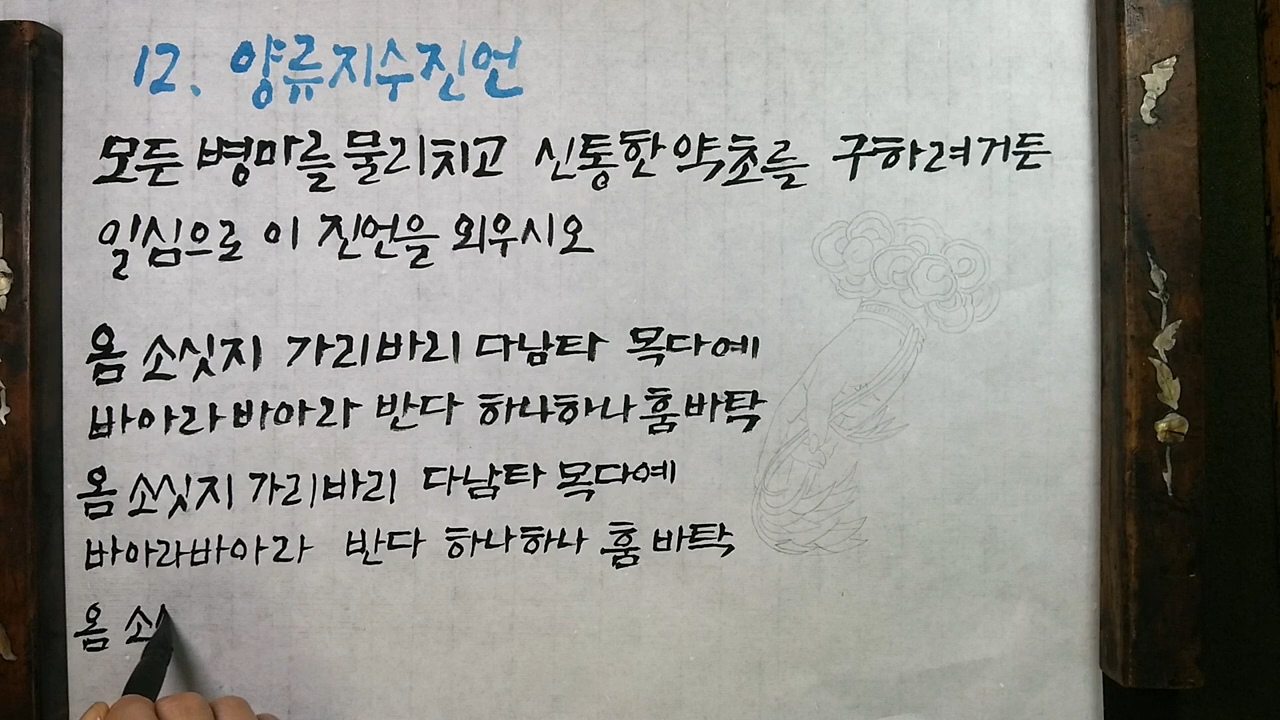 12. 양류지수진언
모든 병마를 물리치고 신통한 약초를 구하려거든
일심으로 이 진언을 외우시오
옴 소싯지 가리바리 다남타 목다예
바아라바아라 반다 하나하나 훔바탁
옴 소싯지 가리바리 다남타 목다예
바아라바아라 반다 하나하나 훔바탁
옴 소